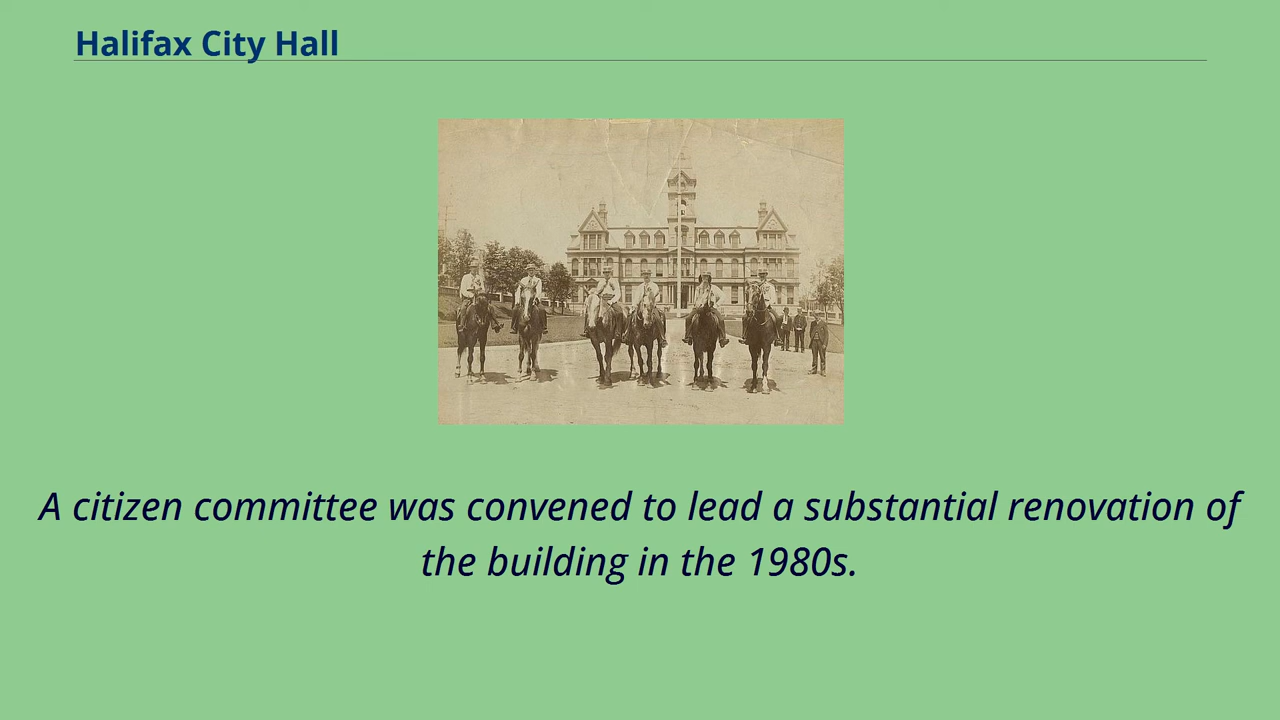 Halifax City Hall
A citizen committee was convened to lead a substantial renovation of
the building in the 1980s.